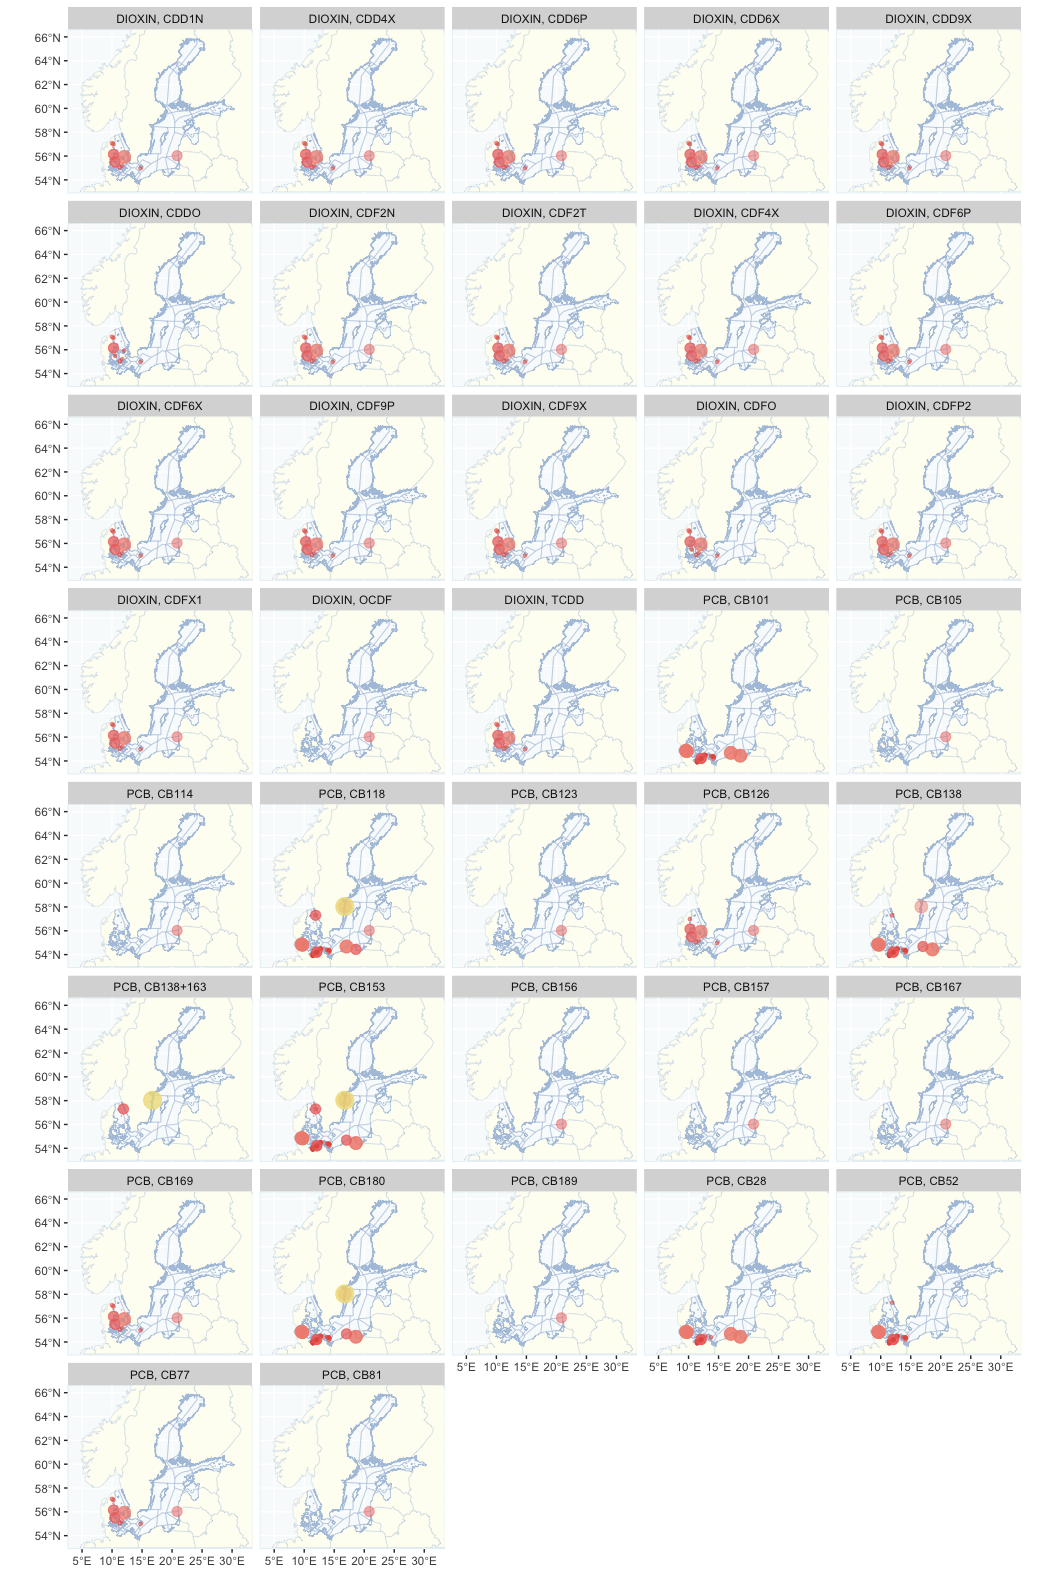 DIOXIN, CDD1N DIOXIN, CDD4X DIOXIN, CDD6P DIOXIN, CDD6X DIOXIN, CDD9X
66°N
64°N
62°N
60°N
58°N
56°N
54°N
DIOXIN, CDDO DIOXIN, CDF2N DIOXIN, CDF2T DIOXIN, CDF4X DIOXIN, CDF6P
66°N
64°N
62°N
60°N
58°N
56°N
54°N
DIOXIN, CDF6X DIOXIN, CDF9P DIOXIN, CDF9X DIOXIN, CDFO DIOXIN, CDFP2
66°N
64°N
62°N
60°N
58°N
56°N
54°N
DIOXIN, CDFX1 DIOXIN, OCDF DIOXIN, TCDD PCB, CB101 PCB, CB105
66°N
64°N
62°N
60°N
58°N
56°N
54°N
PCB, CB114 PCB, CB118 PCB, CB123 PCB, CB126 PCB, CB138
66°N
64°N
62°N
60°N
58°N
56°N
54°N
PCB, CB138+163 PCB, CB153 PCB, CB156 PCB, CB157 PCB, CB167
66°N
64°N
62°N
60°N
58°N
56°N
54°N
PCB, CB169 PCB, CB180 PCB, CB189 PCB, CB28 PCB, CB52
66°N
64°N
62°N
60°N
58°N
56°N
54°N
5°E 10°E 15°E 20°E 25°E 30°E 5°E 10°E 15°E 20°E 25°E 30°E 5°E 10°E 15°E 20°E 25°E 30°E
PCB, CB77 PCB, CB81
66°N
64°N
62°N
60°N
58°N
56°N
54°N
5°E 10°E 15°E 20°E 25°E 30°E 5°E 10°E 15°E 20°E 25°E 30°E